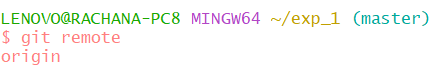 LENOVO@RACHANA-PC8 MINGW64 ~/exp_1 (master)
$ git remote
origin